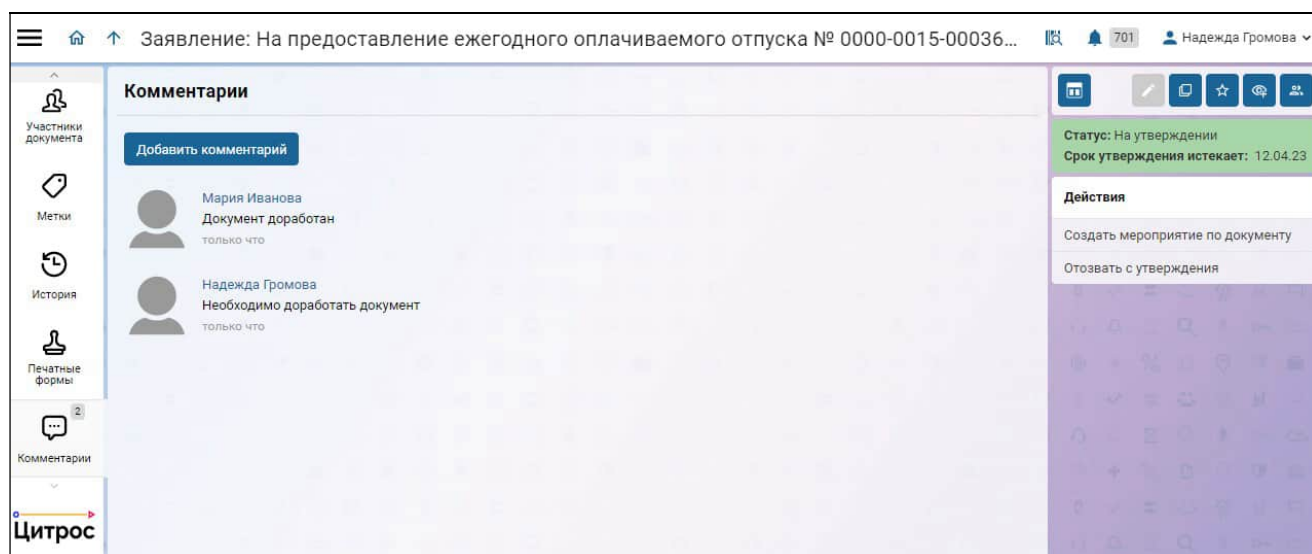 Заявление: На предоставление ежегодного оплачиваемого отпуска № 0000-0015-00036...
701
Надежда Громова
Участники
документа
Метки
История
Печатные
формы
2
Комментарии
Цитрос
Комментарии
Добавить комментарий
Мария Иванова
Документ доработан
только что
Надежда Громова
Необходимо доработать документ
только что
Статус: На утверждении
Срок утверждения истекает: 12.04.23
Действия
Создать мероприятие по документу
Отозвать с утверждения